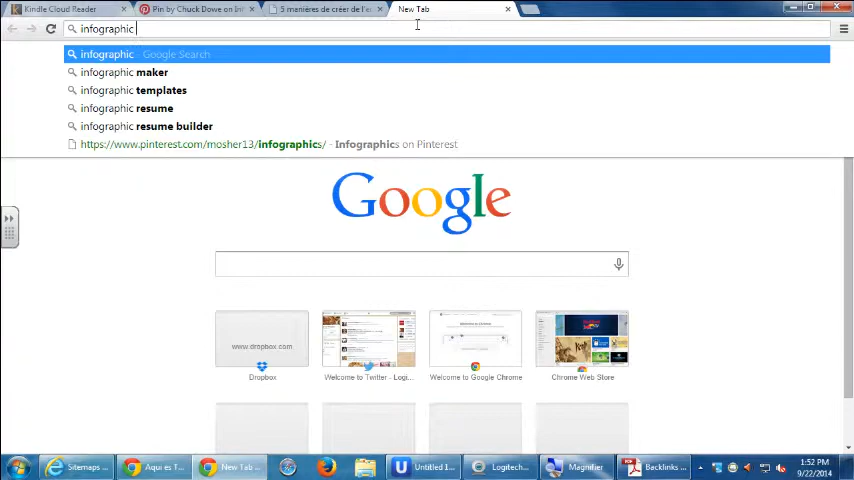 Kindle Cloud Reader
Pin by Chuck Dowe on In
5 manières de créer de l'e
New Tab
infographic
infographic - Google Search
infographic maker
infographic templates
infographic resume
infographic resume builder
https://www.pinterest.com/mosher13/infographics/ - Infographics on Pinterest
Google
www.dropbox.com
Dropbox
Welcome to Twitter - Logi...
Welcome to Google Chrome
Chrome Web Store
Sitemaps ...
Aqui es T...
New Tab ...
Untitled 1...
Logitech...
Magnifier
Backlinks ...
1:52 PM
9/22/2014